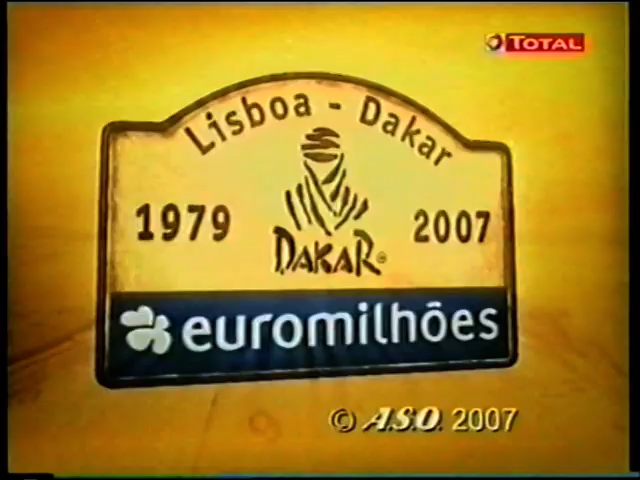 TOTAL
Lisboa - Dakar
1979 2007
DAKAR®
euromilhões
© A.S.O. 2007